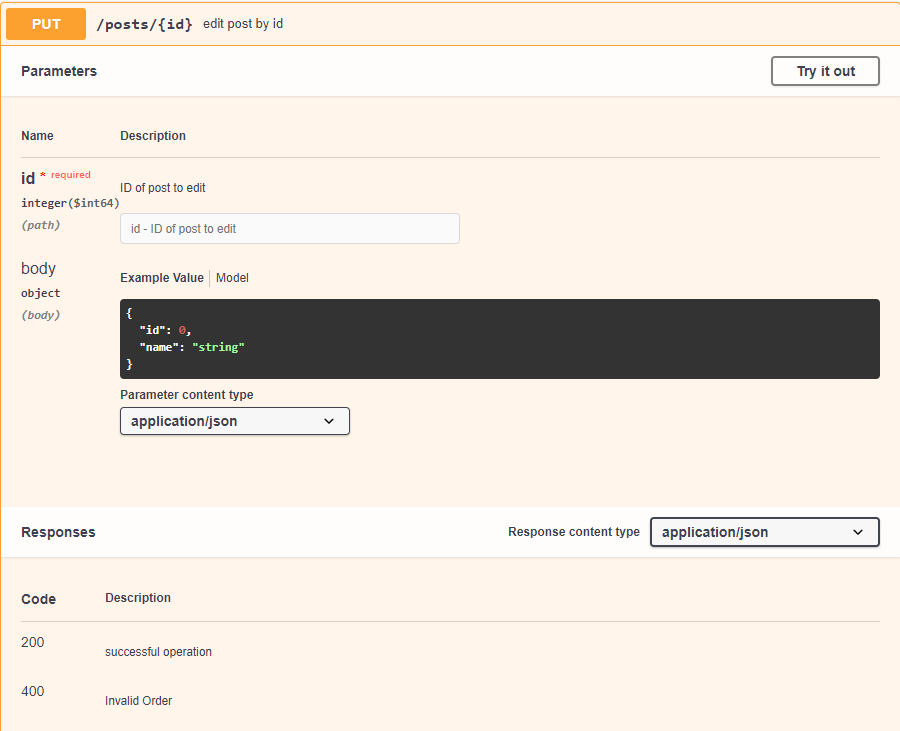 PUT /posts/{id} edit post by id
Parameters
Try it out
Name Description
id * required
integer($int64)
(path)
ID of post to edit
id - ID of post to edit
body
object
(body)
Example Value Model
{
"id": 0,
"name": "string"
}
Parameter content type
application/json
Responses
Response content type application/json
Code Description
200 successful operation
400 Invalid Order